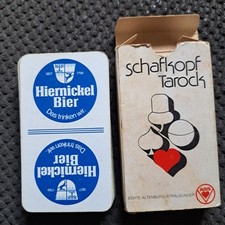 Hiernickel
Bier
Das trinken wir.
Hiernickel
Bier
Das trinken wir.
schafkopf
Tarock